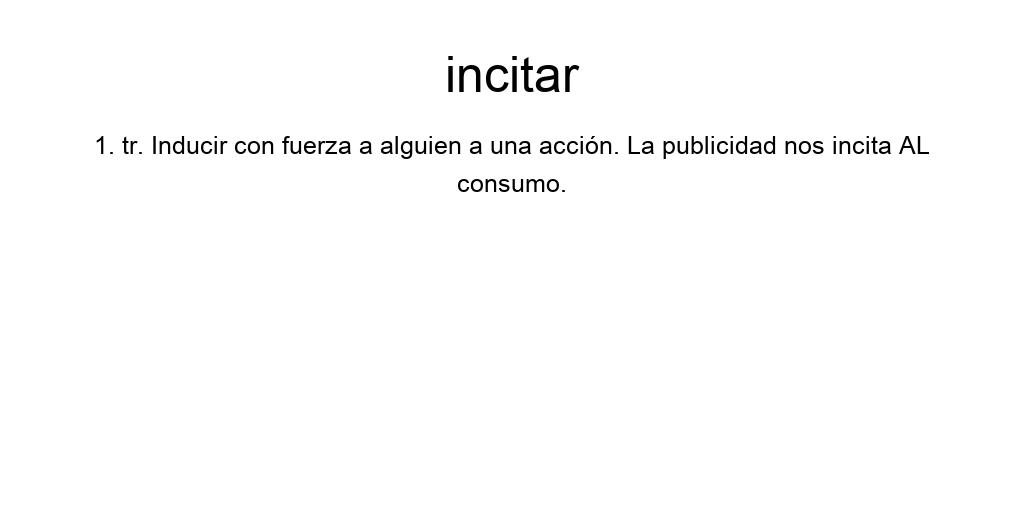 incitar
1. tr. Inducir con fuerza a alguien a una acción. La publicidad nos incita AL
consumo.